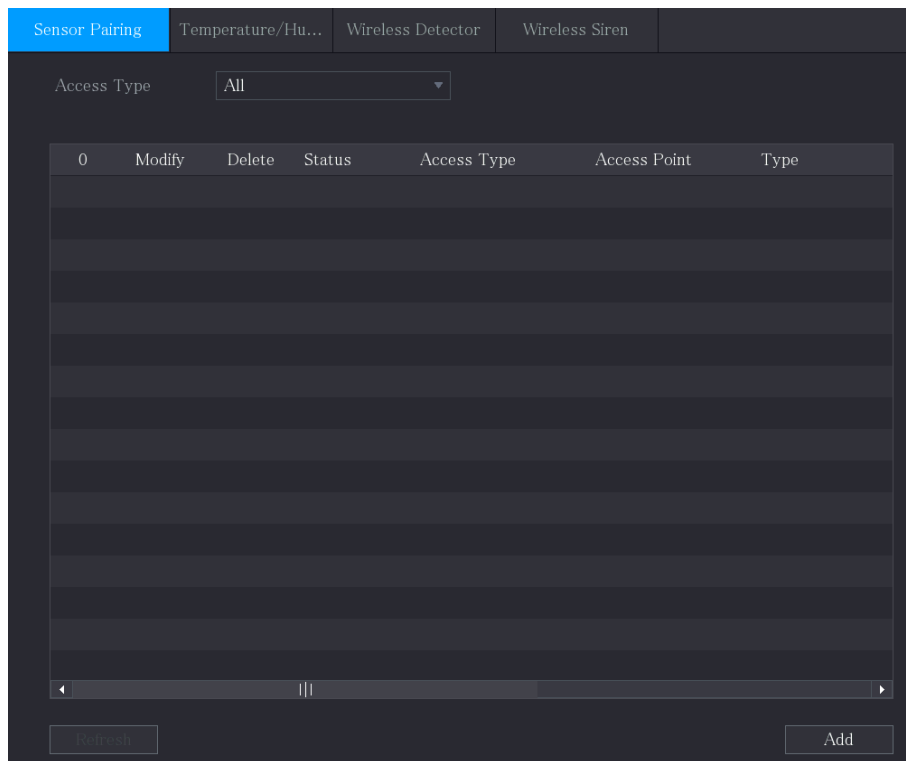 Sensor Pairing Temperature/Hu... Wireless Detector Wireless Siren
Access Type All
0 Modify Delete Status Access Type Access Point Type
Refresh Add